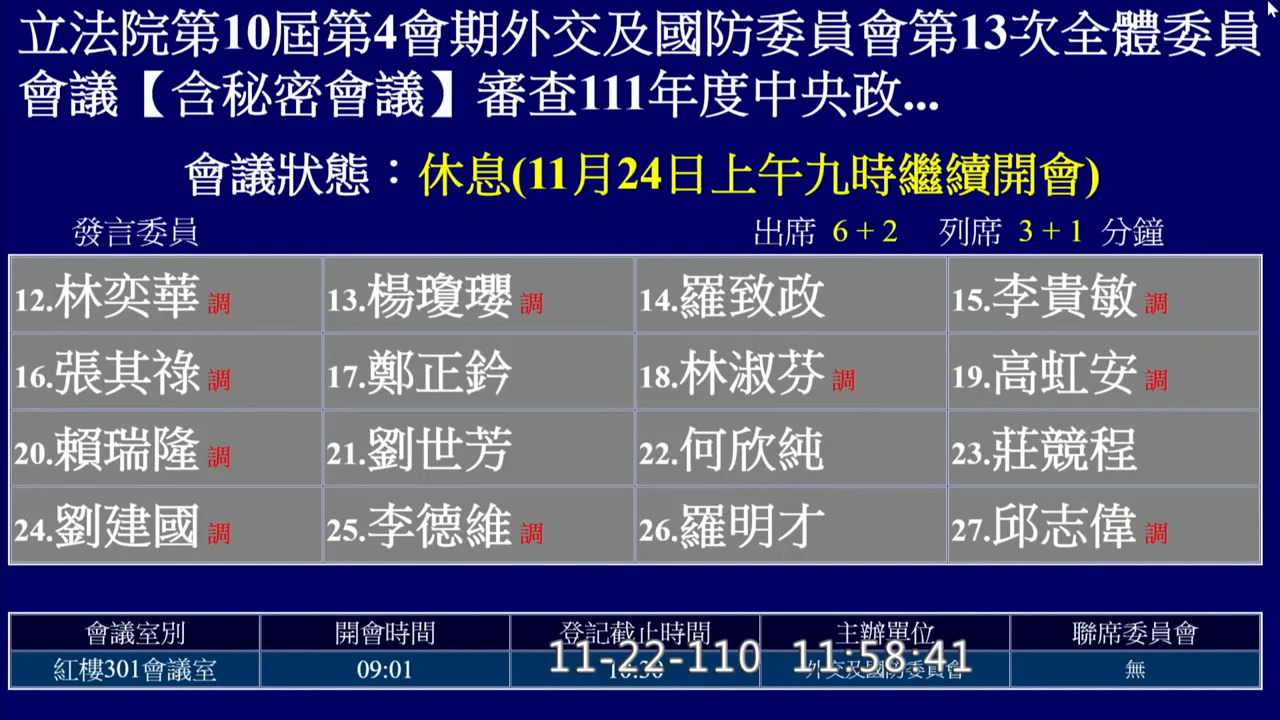 立法院第10屆第4會期外交及國防委員會第13次全體委員
會議【含秘密會議】審查111年度中央政...
會議狀態：休息(11月24日上午九時繼續開會)
發言委員 出席 6 + 2 列席 3 + 1 分鐘
12.林奕華 調 13.楊瓊瓔 調 14.羅致政 15.李貴敏 調
16.張其祿 調 17.鄭正鈐 18.林淑芬 調 19.高虹安 調
20.賴瑞隆 調 21.劉世芳 22.何欣純 23.莊競程
24.劉建國 調 25.李德維 調 26.羅明才 27.邱志偉 調
會議室別 開會時間 登記截止時間 主辦單位 聯席委員會
11-22-110 11:58:41
紅樓301會議室 09:01 10:30 外交及國防委員會 無